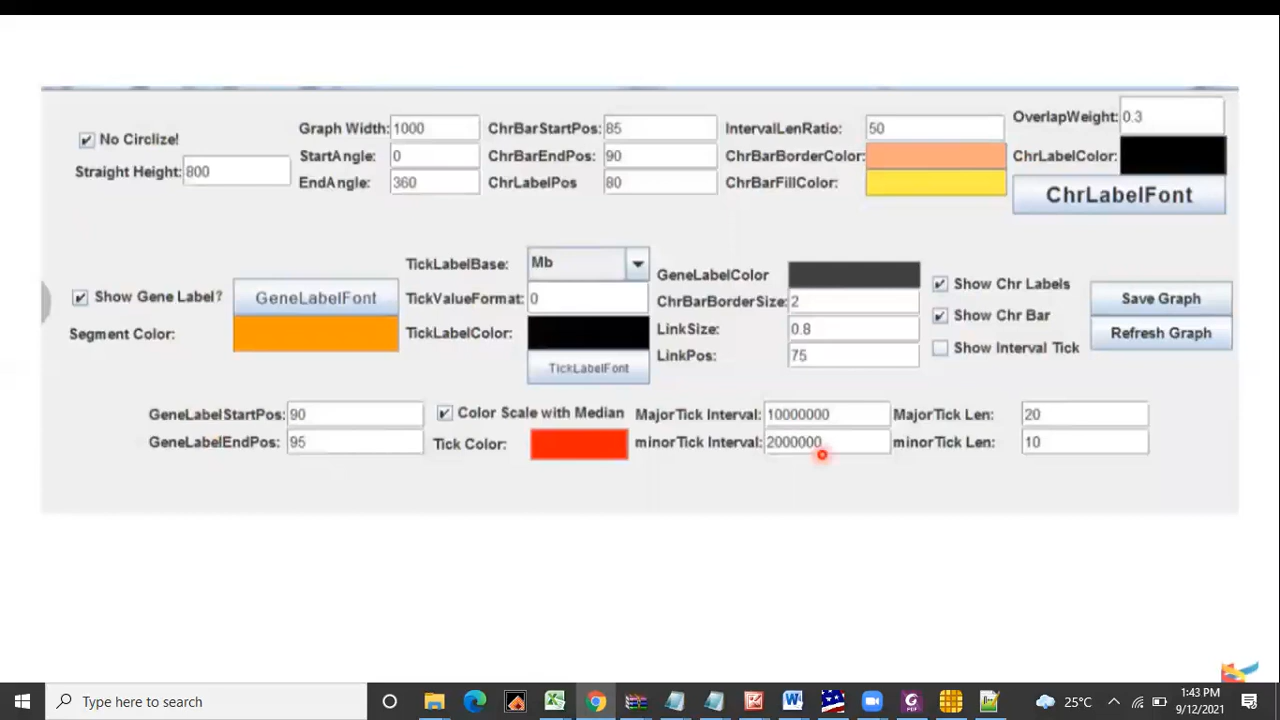 No Circlize!
Straight Height: 800
Graph Width: 1000
StartAngle: 0
EndAngle: 360
ChrBarStartPos: 85
ChrBarEndPos: 90
ChrLabelPos 80
IntervalLenRatio: 50
ChrBarBorderColor:
ChrBarFillColor:
OverlapWeight: 0.3
ChrLabelColor:
ChrLabelFont
Show Gene Label?
GeneLabelFont
Segment Color:
TickLabelBase: Mb
TickValueFormat: 0
TickLabelColor:
TickLabelFont
GeneLabelColor
ChrBarBorderSize: 2
LinkSize: 0.8
LinkPos: 75
Show Chr Labels
Show Chr Bar
Show Interval Tick
Save Graph
Refresh Graph
GeneLabelStartPos: 90
GeneLabelEndPos: 95
Color Scale with Median
Tick Color:
MajorTick Interval: 10000000
minorTick Interval: 2000000
MajorTick Len: 20
minorTick Len: 10
Type here to search
25°C
1:43 PM
9/12/2021